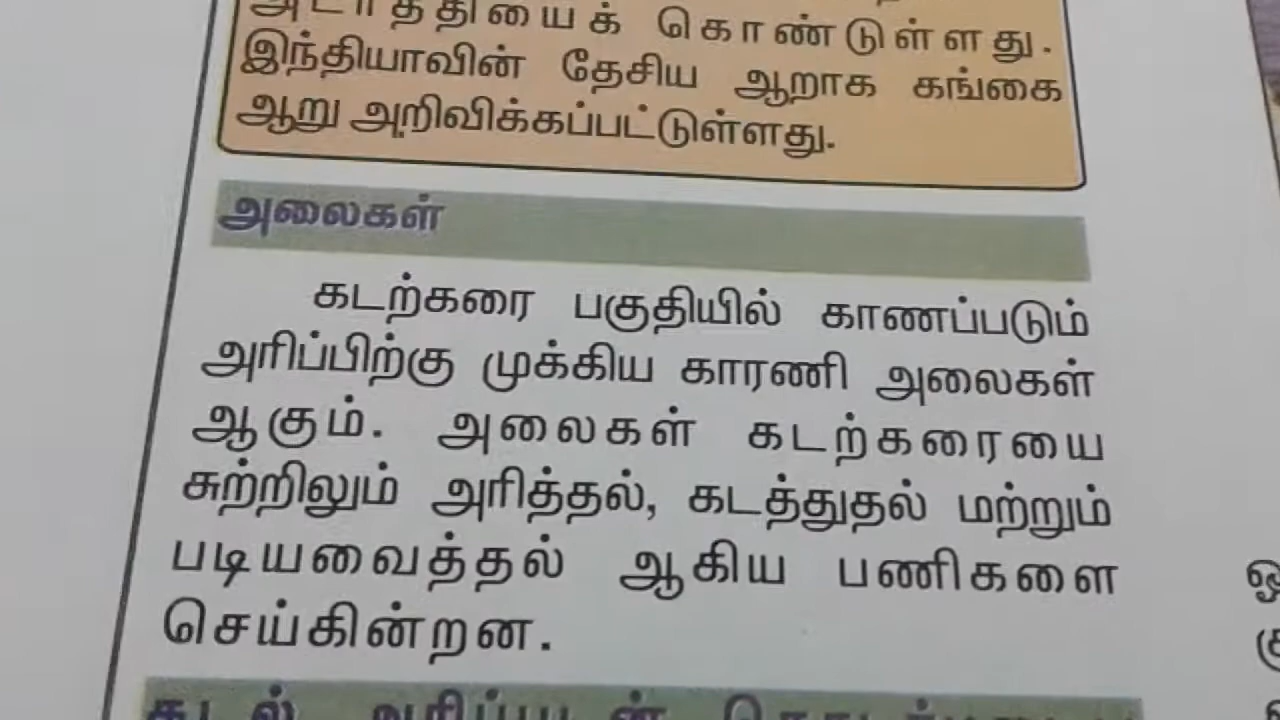 கொண்டுள்ளது.
இந்தியாவின் தேசிய ஆறாக கங்கை
ஆறு அறிவிக்கப்பட்டுள்ளது.
அலைகள்
கடற்கரை பகுதியில் காணப்படும்
அரிப்பிற்கு முக்கிய காரணி அலைகள்
ஆகும். அலைகள் கடற்கரையை
சுற்றிலும் அரித்தல், கடத்துதல் மற்றும்
படியவைத்தல் ஆகிய பணிகளை
செய்கின்றன.